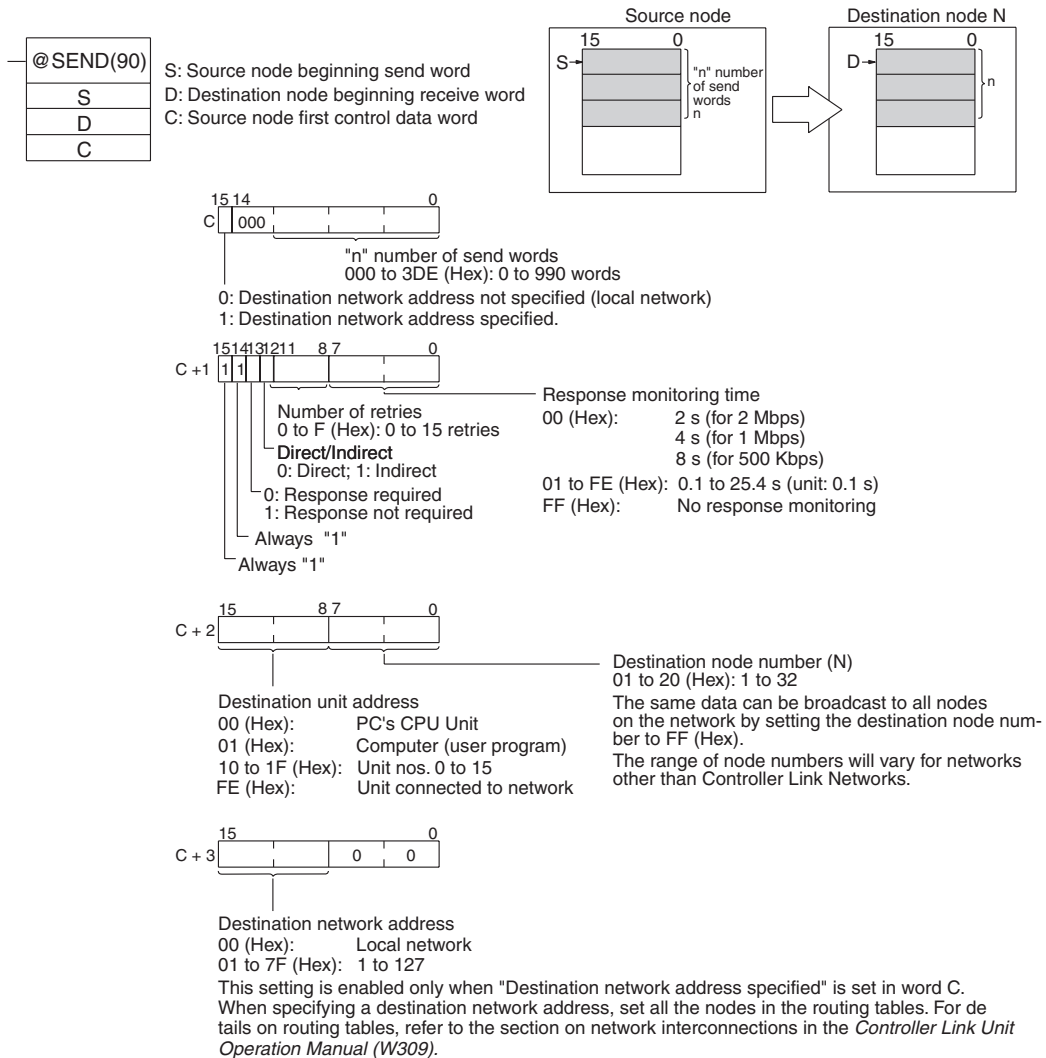 Source node
Destination node N
@SEND(90)
S
D
C
S: Source node beginning send word
D: Destination node beginning receive word
C: Source node first control data word
15 0
S
"n" number
of send
words
n
15 0
D
n
15 14 0
C 000
"n" number of send words
000 to 3DE (Hex): 0 to 990 words
0: Destination network address not specified (local network)
1: Destination network address specified.
15 14 13 12 11 8 7 0
C +1 1 1
Number of retries
0 to F (Hex): 0 to 15 retries
Direct/Indirect
0: Direct; 1: Indirect
0: Response required
1: Response not required
Always "1"
Always "1"
Response monitoring time
00 (Hex): 2 s (for 2 Mbps)
4 s (for 1 Mbps)
8 s (for 500 Kbps)
01 to FE (Hex): 0.1 to 25.4 s (unit: 0.1 s)
FF (Hex): No response monitoring
15 8 7 0
C + 2
Destination unit address
00 (Hex): PC's CPU Unit
01 (Hex): Computer (user program)
10 to 1F (Hex): Unit nos. 0 to 15
FE (Hex): Unit connected to network
Destination node number (N)
01 to 20 (Hex): 1 to 32
The same data can be broadcast to all nodes
on the network by setting the destination node num-
ber to FF (Hex).
The range of node numbers will vary for networks
other than Controller Link Networks.
15 0
C + 3 0 0
Destination network address
00 (Hex): Local network
01 to 7F (Hex): 1 to 127
This setting is enabled only when "Destination network address specified" is set in word C.
When specifying a destination network address, set all the nodes in the routing tables. For de
tails on routing tables, refer to the section on network interconnections in the Controller Link Unit
Operation Manual (W309).